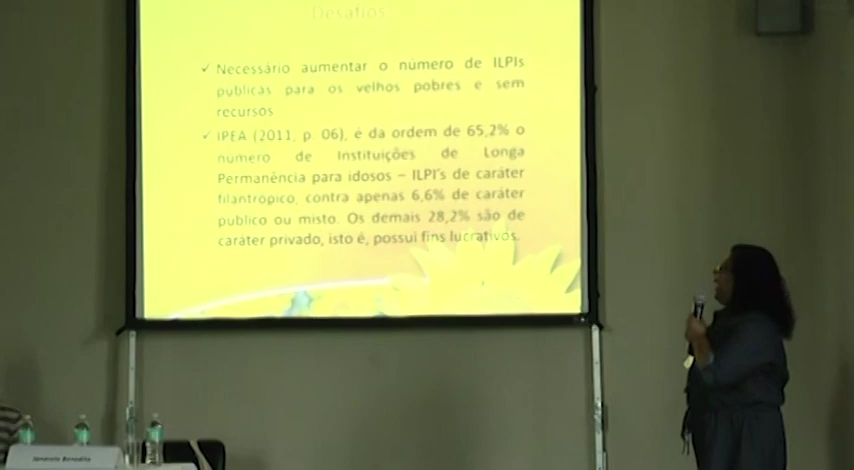 Desafios
✓ Necessário aumentar o número de ILPIs
públicas para os velhos pobres e sem
recursos
✓ IPEA (2011, p. 06), é da ordem de 65,2% o
número de Instituições de Longa
Permanência para idosos – ILPI's de caráter
filantrópico, contra apenas 6,6% de caráter
público ou misto. Os demais 28,2% são de
caráter privado, isto é, possui fins lucrativos.
Benedito